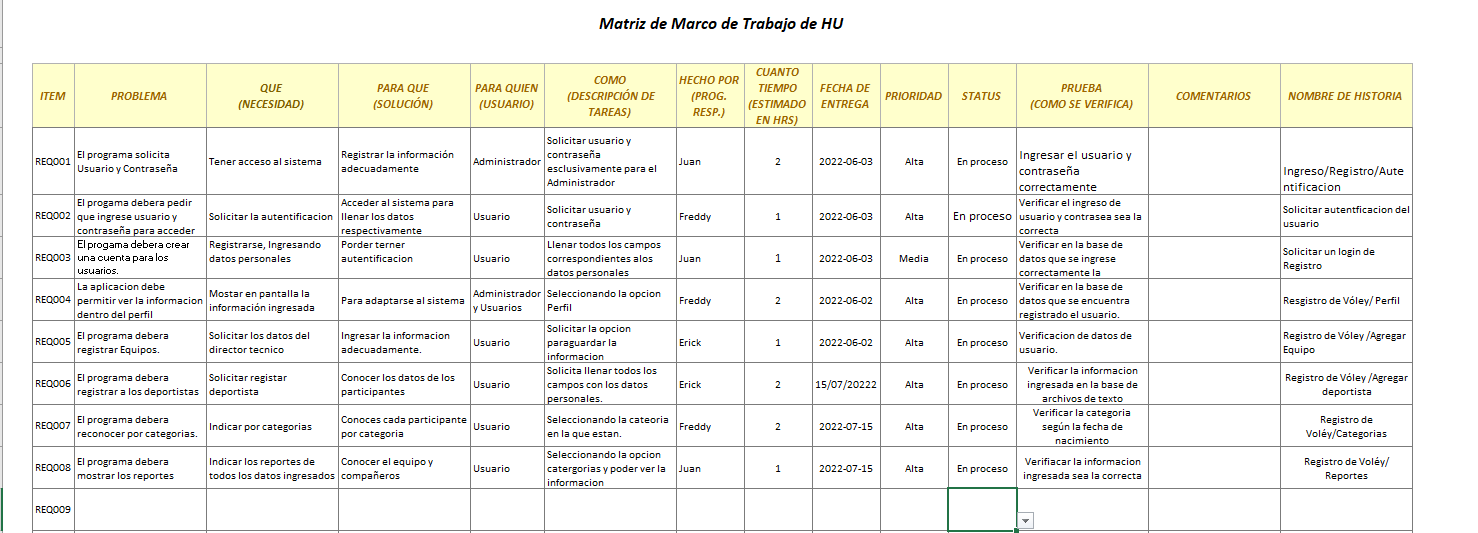 Matriz de Marco de Trabajo de HU
ITEM
PROBLEMA
QUE
(NECESIDAD)
PARA QUE
(SOLUCIÓN)
PARA QUIEN
(USUARIO)
COMO
(DESCRIPCIÓN DE
TAREAS)
HECHO POR
(PROG.
RESP.)
CUANTO
TIEMPO
(ESTIMADO
EN HRS)
FECHA DE
ENTREGA
PRIORIDAD
STATUS
PRUEBA
(COMO SE VERIFICA)
COMENTARIOS
NOMBRE DE HISTORIA
REQ001
El programa solicita
Usuario y Contraseña
Tener acceso al sistema
Registrar la información
adecuadamente
Administrador
Solicitar usuario y
contraseña
esclusivamente para el
Administrador
Juan
2
2022-06-03
Alta
En proceso
Ingresar el usuario y
contraseña
correctamente
Ingreso/Registro/Aute
ntificacion
REQ002
El progama debera pedir
que ingrese usuario y
contraseña para acceder
Solicitar la autentificacion
Acceder al sistema para
llenar los datos
respectivamente
Usuario
Solicitar usuario y
contraseña
Freddy
1
2022-06-03
Alta
En proceso
Verificar el ingreso de
usuario y contrasea sea la
correcta
Solicitar autentficacion del
usuario
REQ003
El progama debera crear
una cuenta para los
usuarios.
Registrarse, Ingresando
datos personales
Porder terner
autentificacion
Usuario
Llenar todos los campos
correspondientes alos
datos personales
Juan
1
2022-06-03
Media
En proceso
Verificar en la base de
datos que se ingrese
correctamente la
Solicitar un login de
Registro
REQ004
La aplicacion debe
permitir ver la informacion
dentro del perfil
Mostar en pantalla la
información ingresada
Para adaptarse al sistema
Administrador
y Usuarios
Seleccionando la opcion
Perfil
Freddy
2
2022-06-02
Alta
En proceso
Verificar en la base de
datos que se encuentra
registrado el usuario.
Resgistro de Vóley/ Perfil
REQ005
El programa debera
registrar Equipos.
Solicitar los datos del
director tecnico
Ingresar la informacion
adecuadamente.
Usuario
Solicitar la opcion
paraguardar la
informacion
Erick
1
2022-06-02
Alta
En proceso
Verificacion de datos de
usuario.
Registro de Vóley /Agregar
Equipo
REQ006
El programa debera
registrar a los deportistas
Solicitar registar
deportista
Conocer los datos de los
participantes
Usuario
Solicita llenar todos los
campos con los datos
personales.
Erick
2
15/07/20222
Alta
En proceso
Verificar la informacion
ingresada en la base de
archivos de texto
Registro de Vóley /Agregar
deportista
REQ007
El programa debera
reconocer por categorias.
Indicar por categorias
Conoces cada participante
por categoria
Usuario
Seleccionando la cateoria
en la que estan.
Freddy
2
2022-07-15
Alta
En proceso
Verificar la categoria
según la fecha de
nacimiento
Registro de
Voléy/Categorias
REQ008
El programa debera
mostrar los reportes
Indicar los reportes de
todos los datos ingresados
Conocer el equipo y
compañeros
Usuario
Seleccionando la opcion
catergorias y poder ver la
informacion
Juan
1
2022-07-15
Alta
En proceso
Verifiacar la informacion
ingresada sea la correcta
Registro de Voléy/
Reportes
REQ009